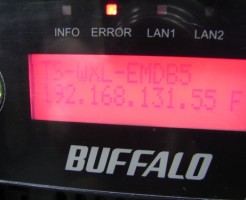 INFO ERROR LAN1 LAN2
TS-WXL-EMDB5
192.168.131.55 F
BUFFALO